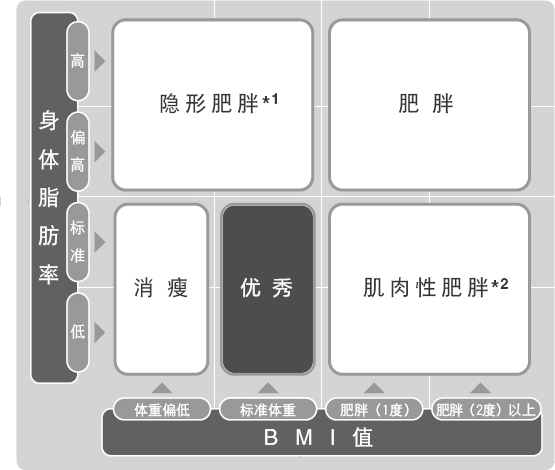 身体脂肪率
高
偏高
标准
低
隐形肥胖*1
肥胖
消瘦
优秀
肌肉性肥胖*2
体重偏低
标准体重
肥胖（1度）
肥胖（2度）以上
BMI值